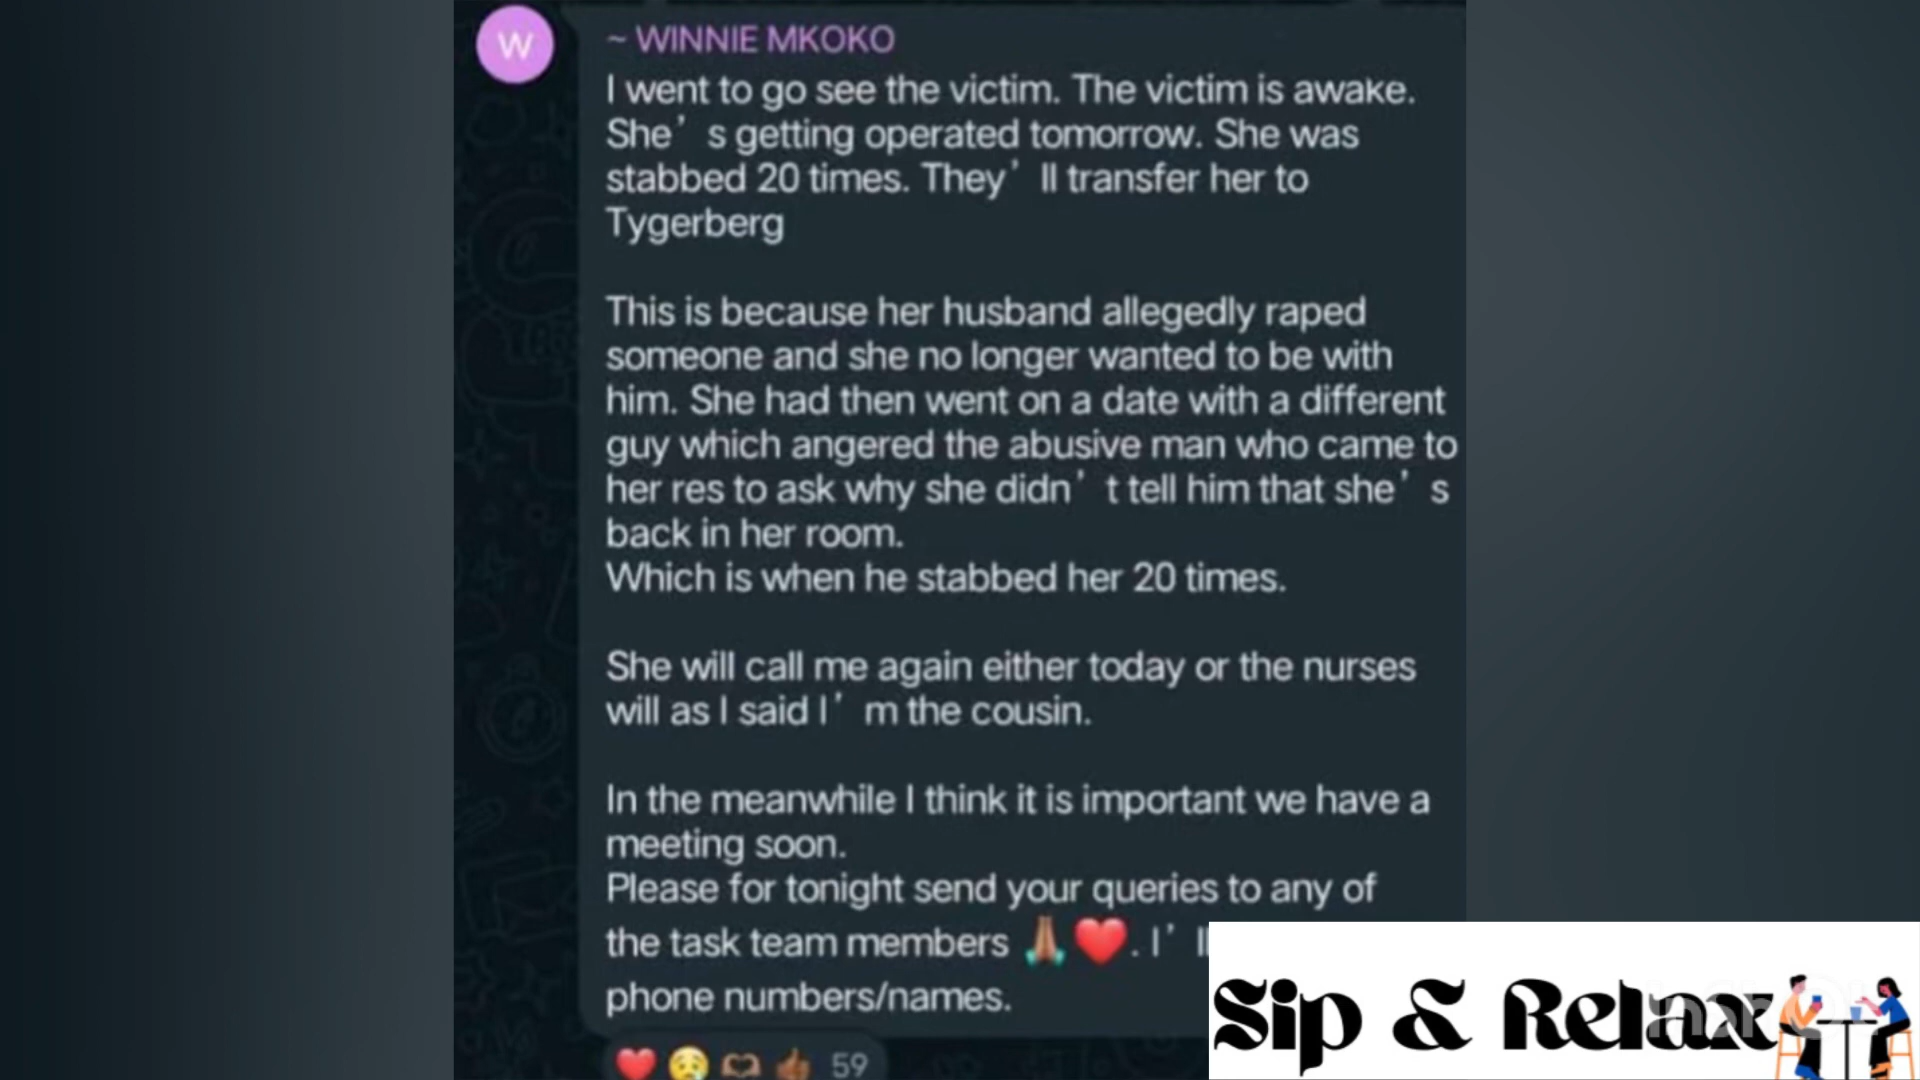 W
~ WINNIE MKOKO
I went to go see the victim. The victim is awake.
She’ s getting operated tomorrow. She was
stabbed 20 times. They’ ll transfer her to
Tygerberg
This is because her husband allegedly raped
someone and she no longer wanted to be with
him. She had then went on a date with a different
guy which angered the abusive man who came to
her res to ask why she didn’ t tell him that she’ s
back in her room.
Which is when he stabbed her 20 times.
She will call me again either today or the nurses
will as I said I’ m the cousin.
In the meanwhile I think it is important we have a
meeting soon.
Please for tonight send your queries to any of
the task team members 🙏🏾❤️. I’ ll
phone numbers/names.
❤️ 😢 🫶🏾 👍🏾 59
Sip & Relax